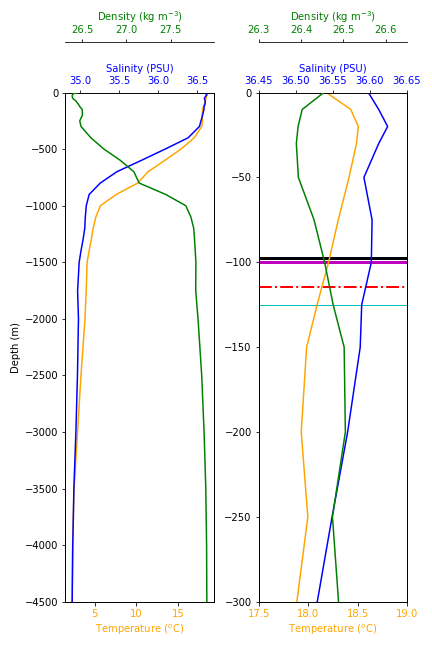 Density (kg m⁻³)
26.5 27.0 27.5
Salinity (PSU)
35.0 35.5 36.0 36.5
0
−500
−1000
−1500
−2000
−2500
−3000
−3500
−4000
−4500
Depth (m)
5 10 15
Temperature (°C)
Density (kg m⁻³)
26.3 26.4 26.5 26.6
Salinity (PSU)
36.45 36.50 36.55 36.60 36.65
0
−50
−100
−150
−200
−250
−300
17.5 18.0 18.5 19.0
Temperature (°C)